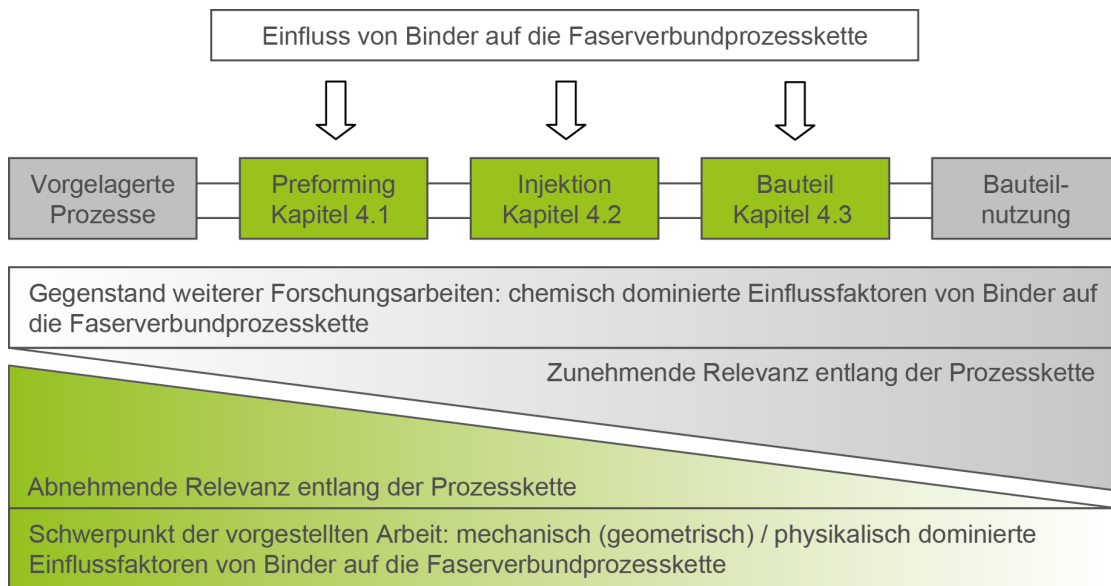 Einfluss von Binder auf die Faserverbundprozesskette
Vorgelagerte
Prozesse
Preforming
Kapitel 4.1
Injektion
Kapitel 4.2
Bauteil
Kapitel 4.3
Bauteil-
nutzung
Gegenstand weiterer Forschungsarbeiten: chemisch dominierte Einflussfaktoren von Binder auf
die Faserverbundprozesskette
Zunehmende Relevanz entlang der Prozesskette
Abnehmende Relevanz entlang der Prozesskette
Schwerpunkt der vorgestellten Arbeit: mechanisch (geometrisch) / physikalisch dominierte
Einflussfaktoren von Binder auf die Faserverbundprozesskette